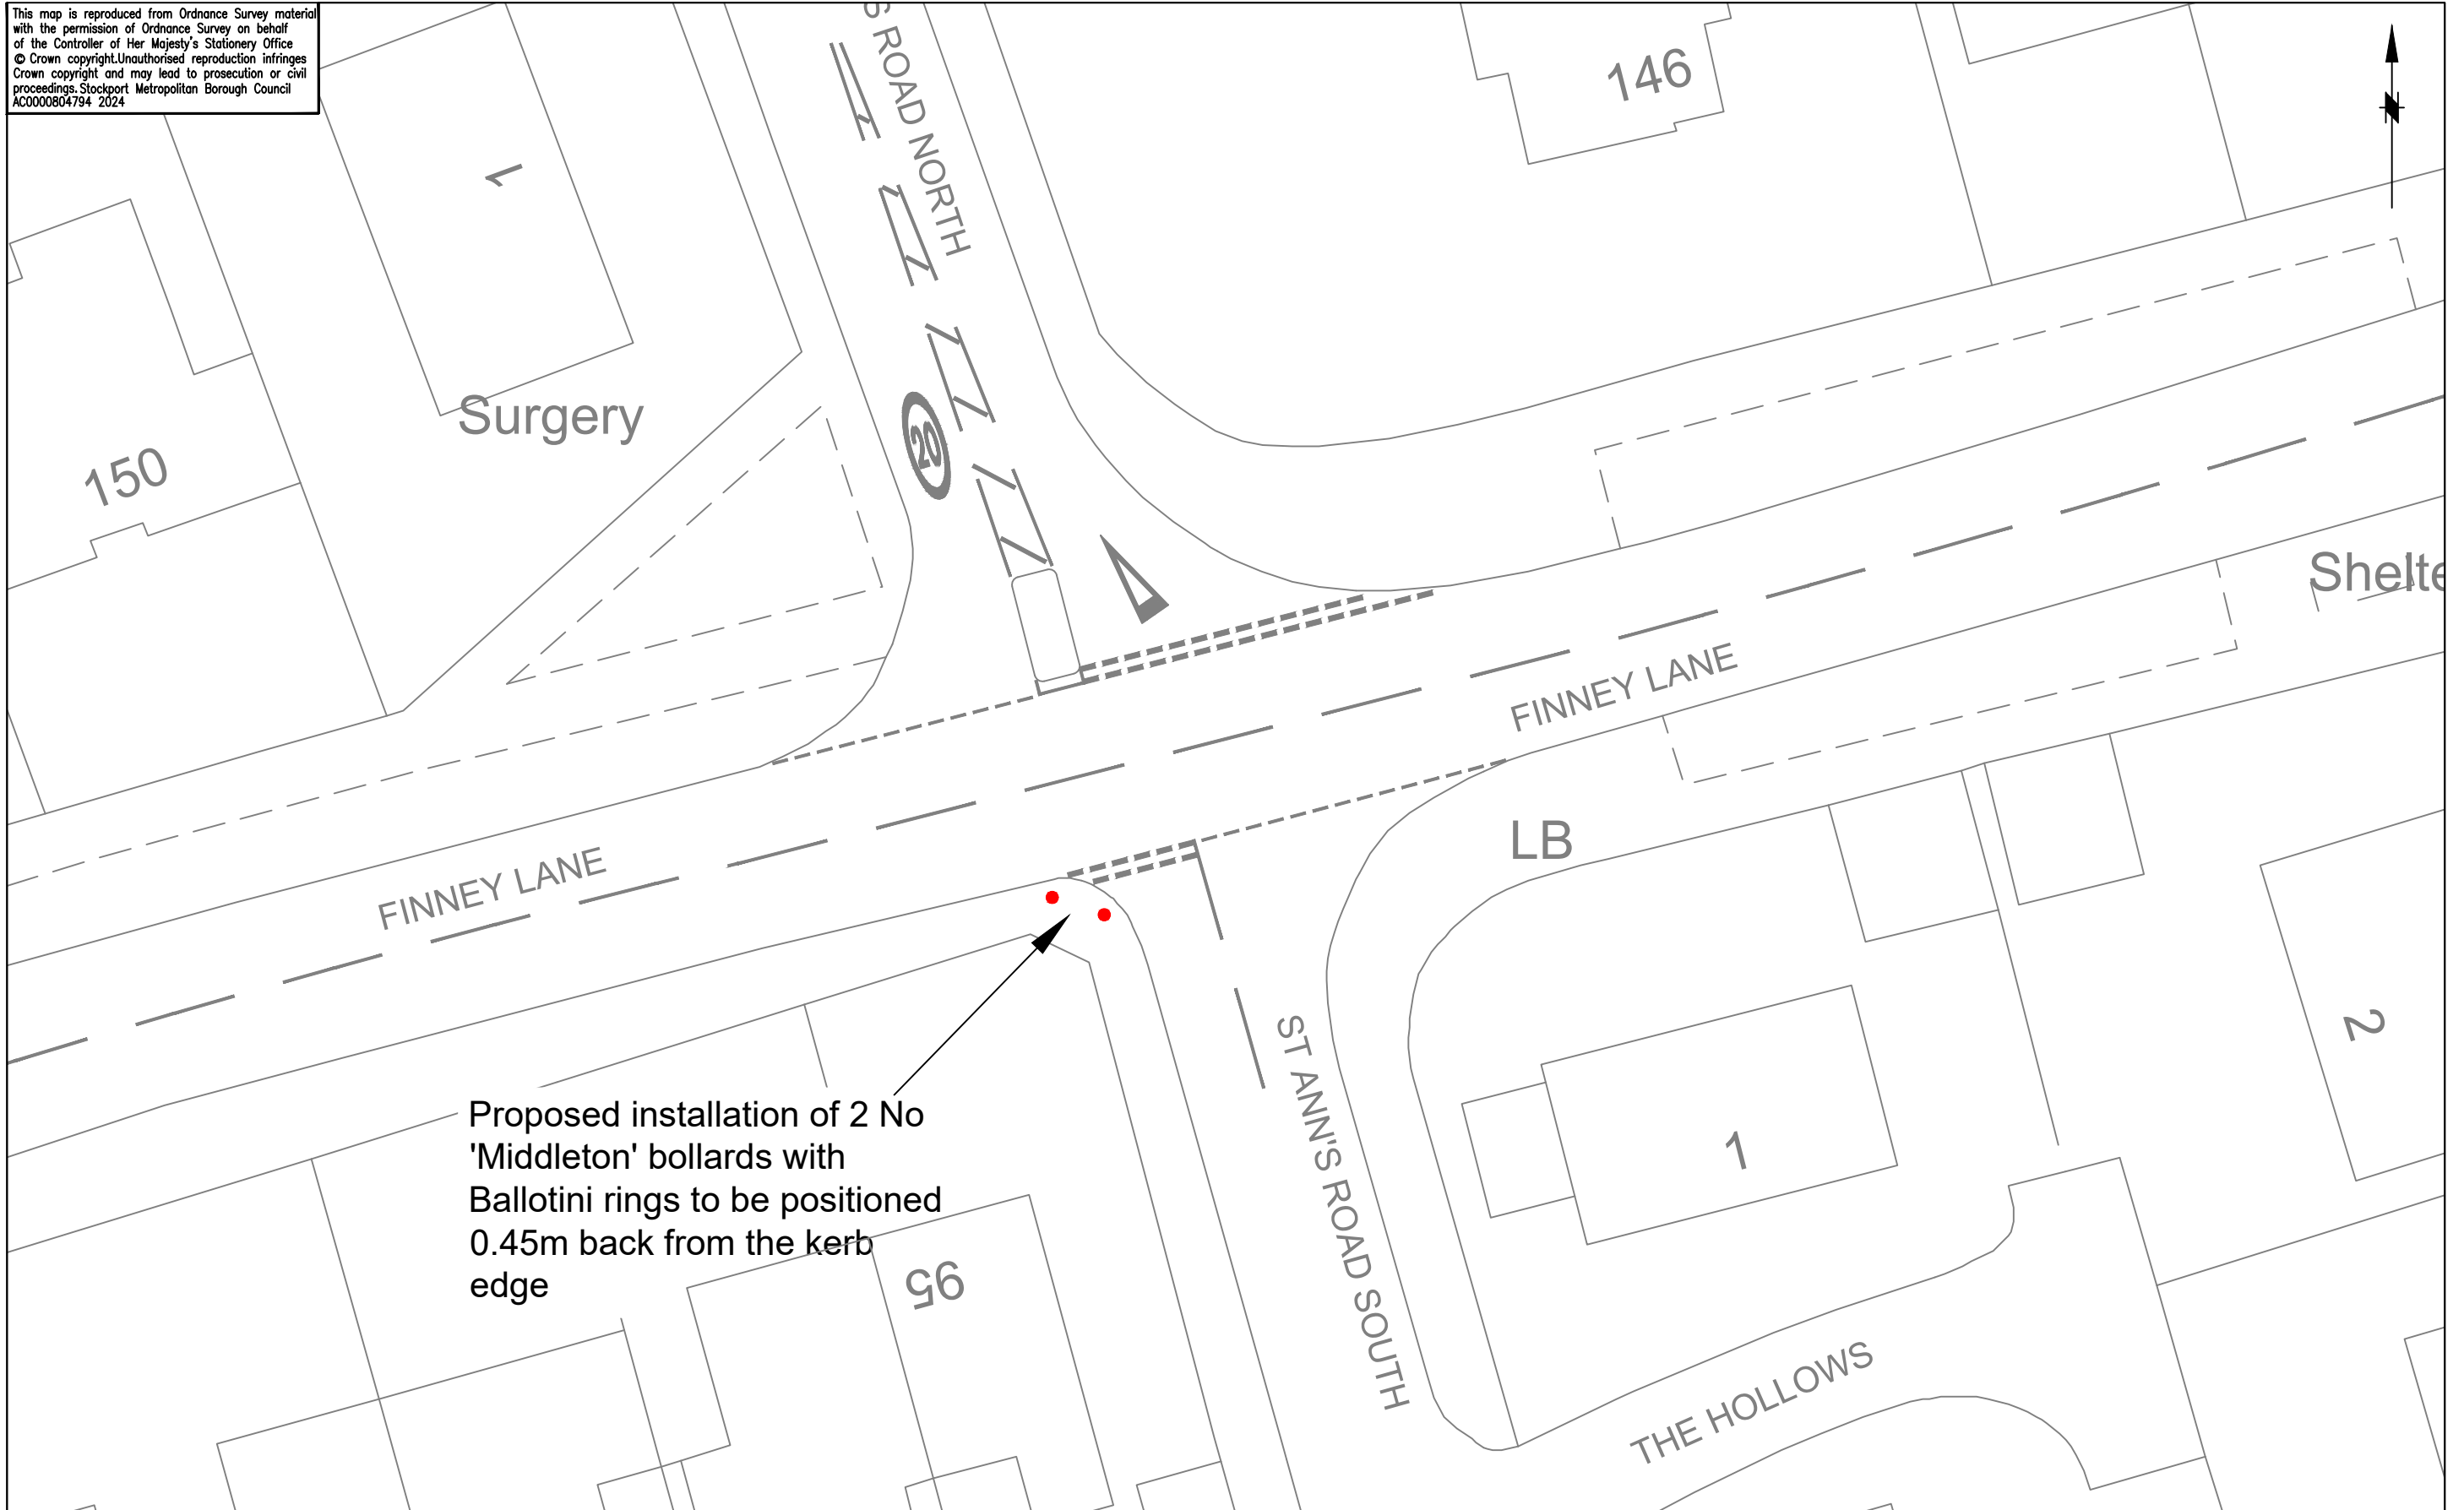 This map is reproduced from Ordnance Survey material
with the permission of Ordnance Survey on behalf
of the Controller of Her Majesty's Stationery Office
© Crown copyright.Unauthorised reproduction infringes
Crown copyright and may lead to prosecution or civil
proceedings. Stockport Metropolitan Borough Council
AC0000804794 2024
S ROAD NORTH
146
N
1
Surgery
150
20
Shelte
FINNEY LANE
LB
FINNEY LANE
2
ST ANN'S ROAD SOUTH
1
Proposed installation of 2 No
'Middleton' bollards with
Ballotini rings to be positioned
0.45m back from the kerb
edge
95
THE HOLLOWS